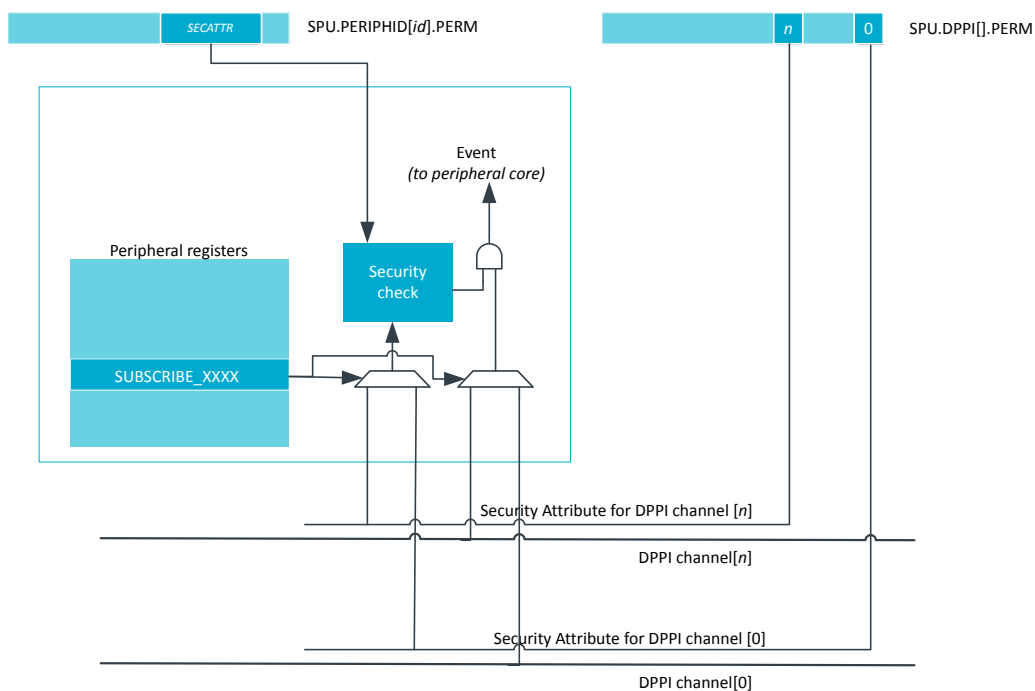 SECATTR
SPU.PERIPHID[id].PERM
n
0
SPU.DPPI[].PERM
Event
(to peripheral core)
Peripheral registers
Security
check
SUBSCRIBE_XXXX
Security Attribute for DPPI channel [n]
DPPI channel[n]
Security Attribute for DPPI channel [0]
DPPI channel[0]